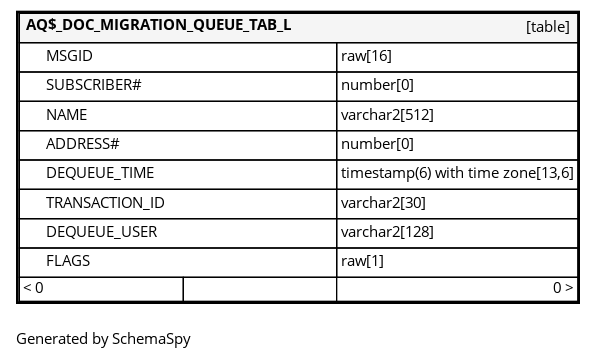 AQ$_DOC_MIGRATION_QUEUE_TAB_L [table]
MSGID raw[16]
SUBSCRIBER# number[0]
NAME varchar2[512]
ADDRESS# number[0]
DEQUEUE_TIME timestamp(6) with time zone[13,6]
TRANSACTION_ID varchar2[30]
DEQUEUE_USER varchar2[128]
FLAGS raw[1]
< 0 0 >
Generated by SchemaSpy